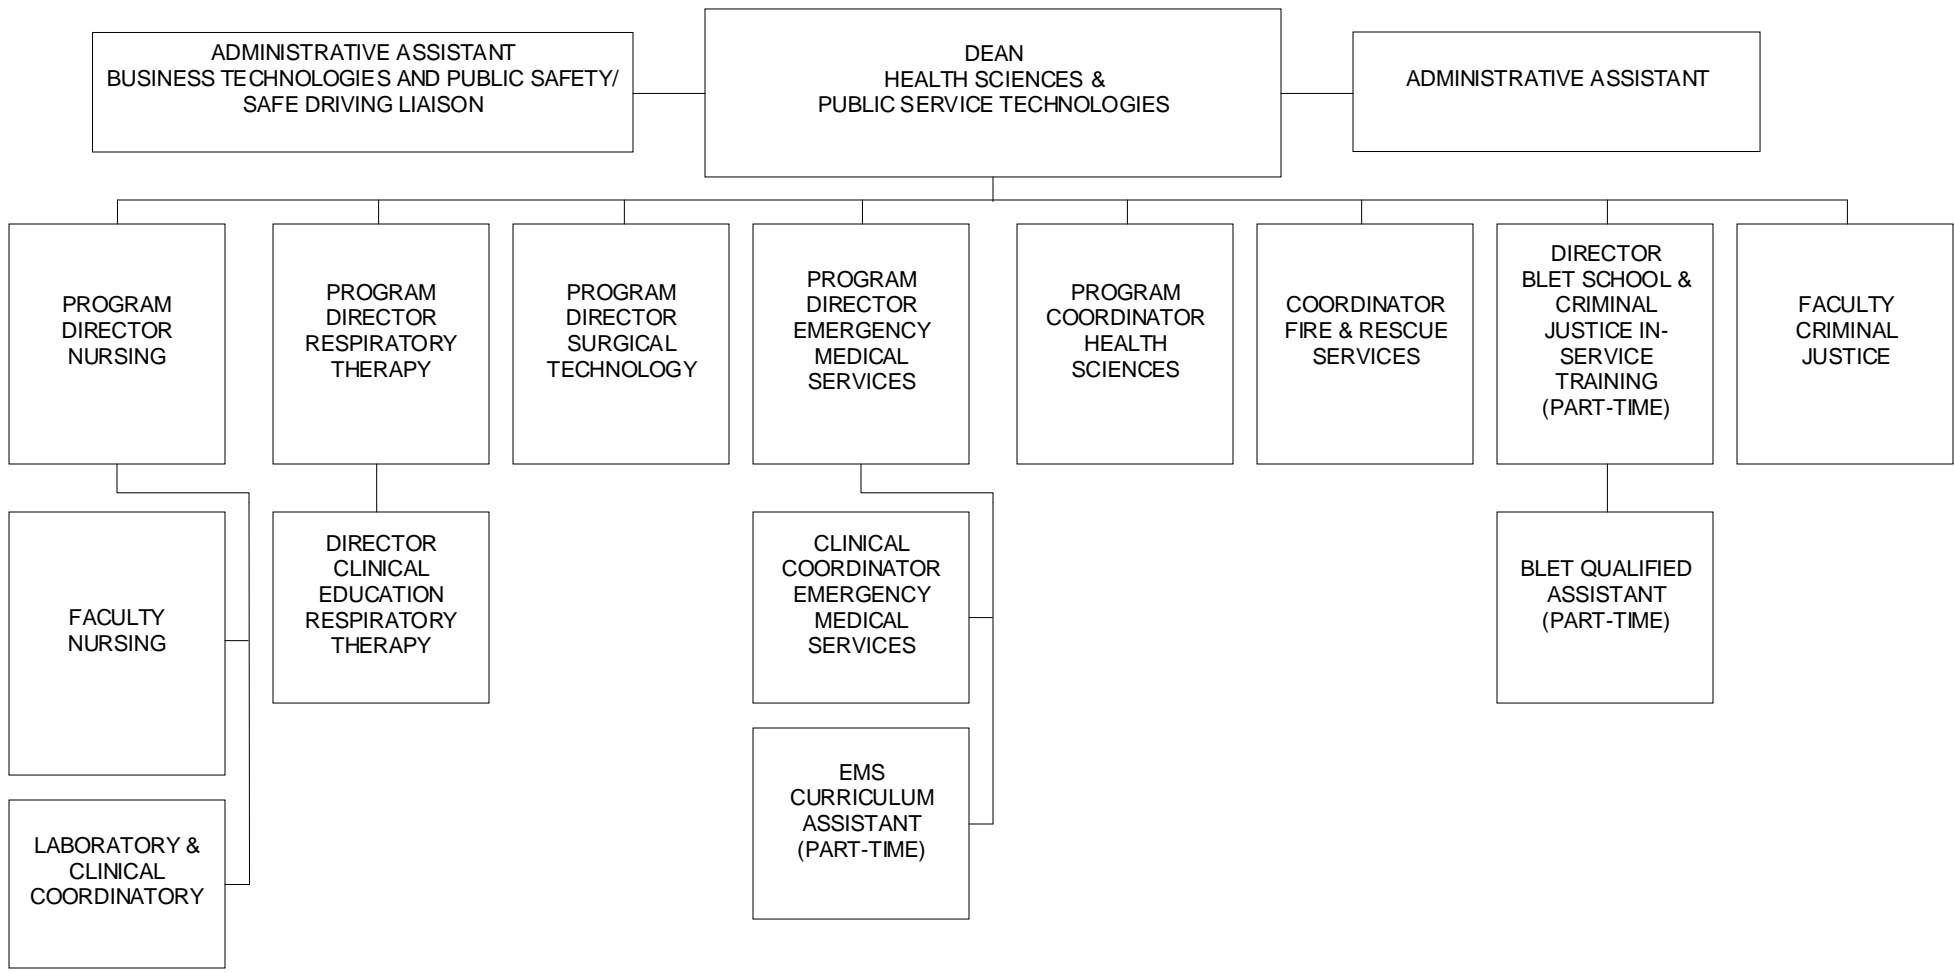 ADMINISTRATIVE ASSISTANT
BUSINESS TECHNOLOGIES AND PUBLIC SAFETY/
SAFE DRIVING LIAISON
DEAN
HEALTH SCIENCES &
PUBLIC SERVICE TECHNOLOGIES
ADMINISTRATIVE ASSISTANT
PROGRAM
DIRECTOR
NURSING
PROGRAM
DIRECTOR
RESPIRATORY
THERAPY
PROGRAM
DIRECTOR
SURGICAL
TECHNOLOGY
PROGRAM
DIRECTOR
EMERGENCY
MEDICAL
SERVICES
PROGRAM
COORDINATOR
HEALTH
SCIENCES
COORDINATOR
FIRE & RESCUE
SERVICES
DIRECTOR
BLET SCHOOL &
CRIMINAL
JUSTICE IN-
SERVICE
TRAINING
(PART-TIME)
FACULTY
CRIMINAL
JUSTICE
FACULTY
NURSING
DIRECTOR
CLINICAL
EDUCATION
RESPIRATORY
THERAPY
CLINICAL
COORDINATOR
EMERGENCY
MEDICAL
SERVICES
BLET QUALIFIED
ASSISTANT
(PART-TIME)
LABORATORY &
CLINICAL
COORDINATORY
EMS
CURRICULUM
ASSISTANT
(PART-TIME)